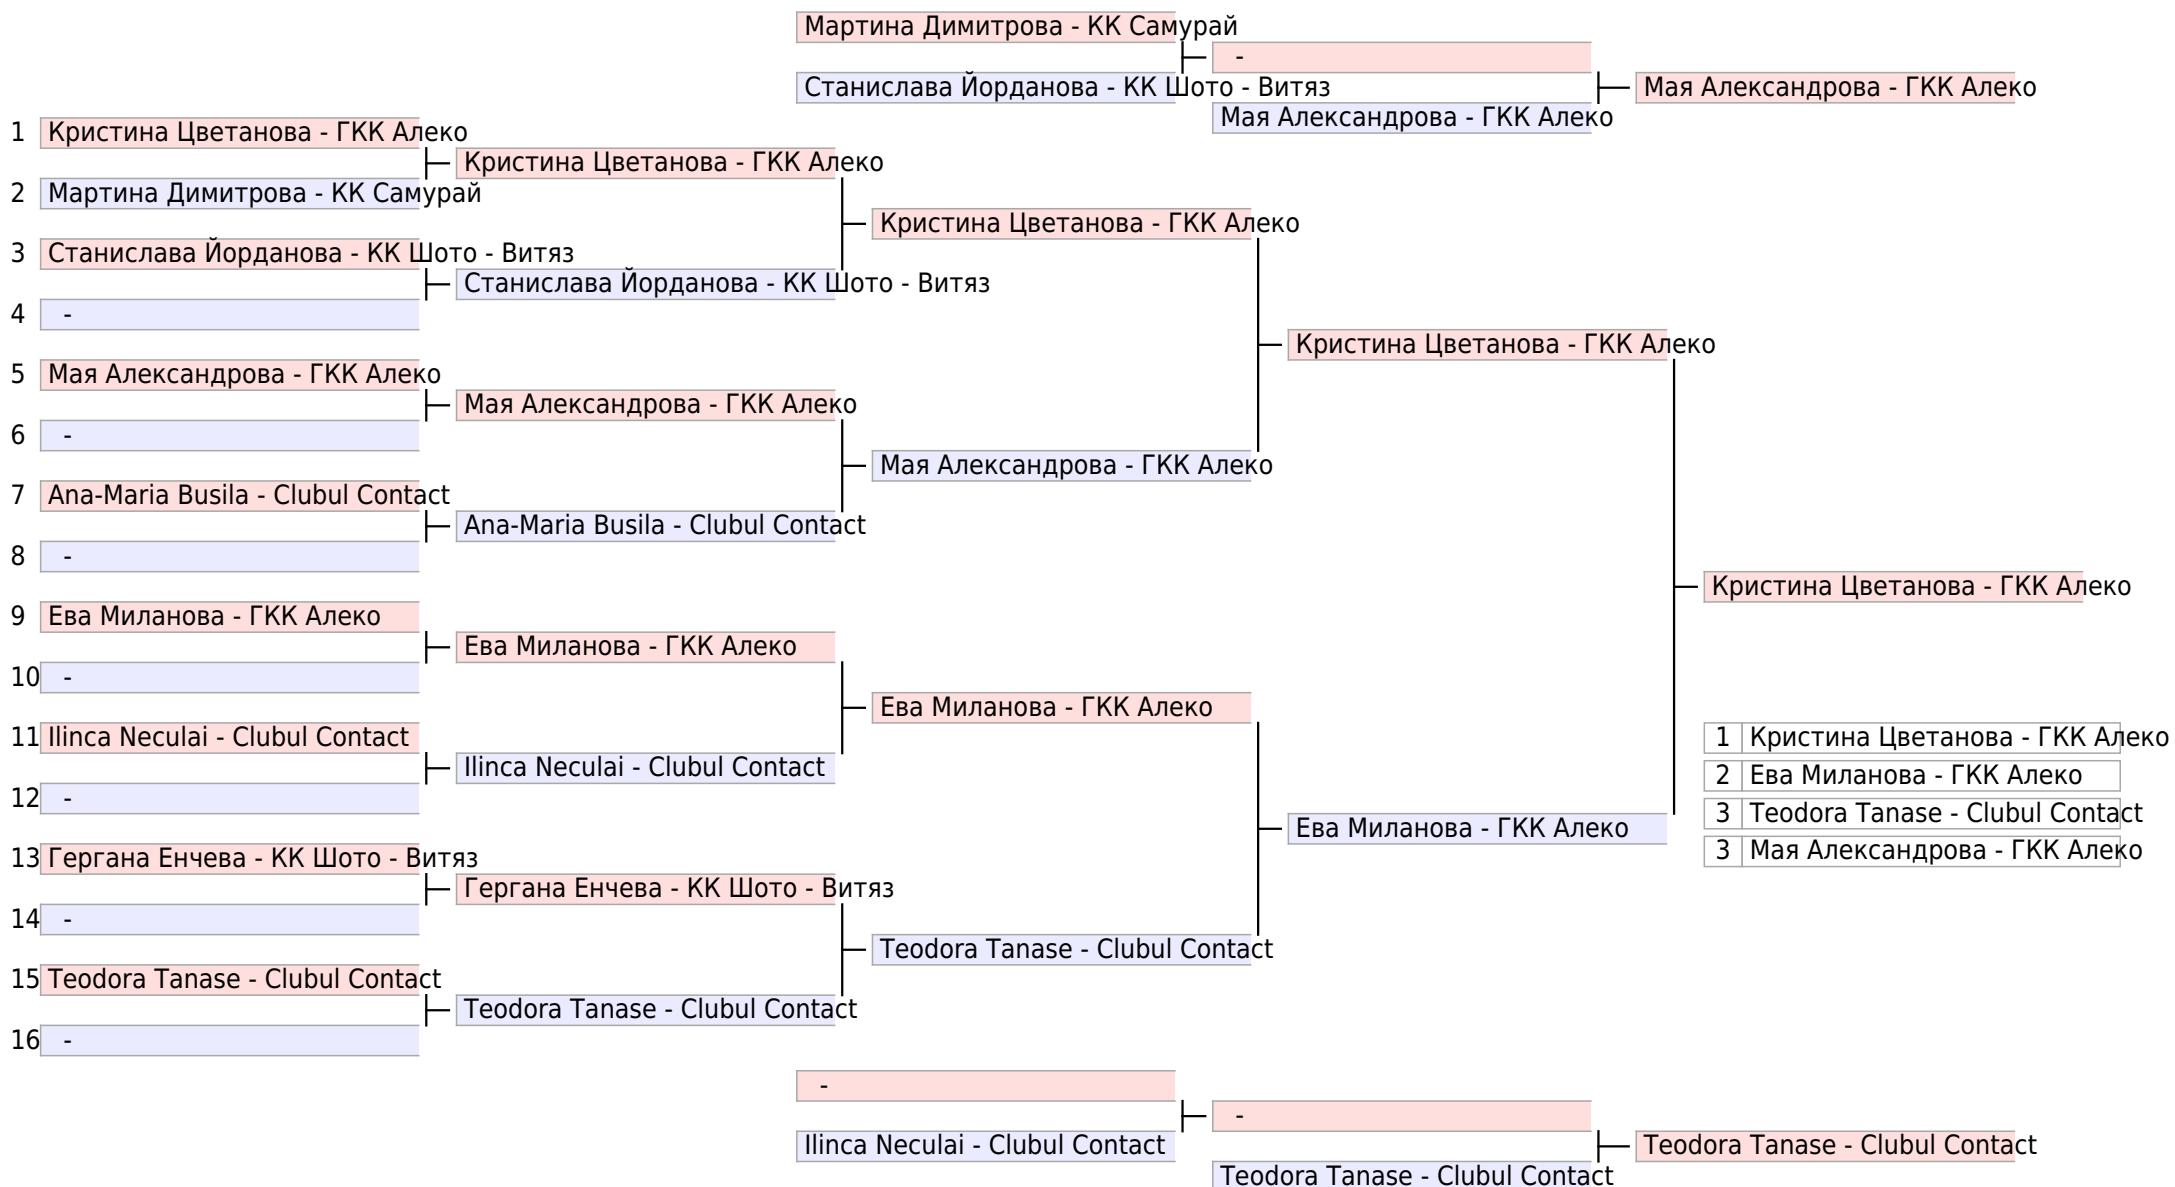 Мартина Димитрова - КК Самурай
-
Станислава Йорданова - КК Шото - Витяз
Мая Александрова - ГКК Алеко
Мая Александрова - ГКК Алеко
1 Кристина Цветанова - ГКК Алеко
Кристина Цветанова - ГКК Алеко
2 Мартина Димитрова - КК Самурай
Кристина Цветанова - ГКК Алеко
3 Станислава Йорданова - КК Шото - Витяз
Станислава Йорданова - КК Шото - Витяз
4 -
Кристина Цветанова - ГКК Алеко
5 Мая Александрова - ГКК Алеко
Мая Александрова - ГКК Алеко
6 -
Мая Александрова - ГКК Алеко
7 Ana-Maria Busila - Clubul Contact
Ana-Maria Busila - Clubul Contact
8 -
Кристина Цветанова - ГКК Алеко
9 Ева Миланова - ГКК Алеко
Ева Миланова - ГКК Алеко
10 -
Ева Миланова - ГКК Алеко
11 Ilinca Neculai - Clubul Contact
Ilinca Neculai - Clubul Contact
12 -
Ева Миланова - ГКК Алеко
13 Гергана Енчева - КК Шото - Витяз
Гергана Енчева - КК Шото - Витяз
14 -
Teodora Tanase - Clubul Contact
15 Teodora Tanase - Clubul Contact
Teodora Tanase - Clubul Contact
16 -
1 Кристина Цветанова - ГКК Алеко
2 Ева Миланова - ГКК Алеко
3 Teodora Tanase - Clubul Contact
3 Мая Александрова - ГКК Алеко
-
-
Ilinca Neculai - Clubul Contact
Teodora Tanase - Clubul Contact
Teodora Tanase - Clubul Contact